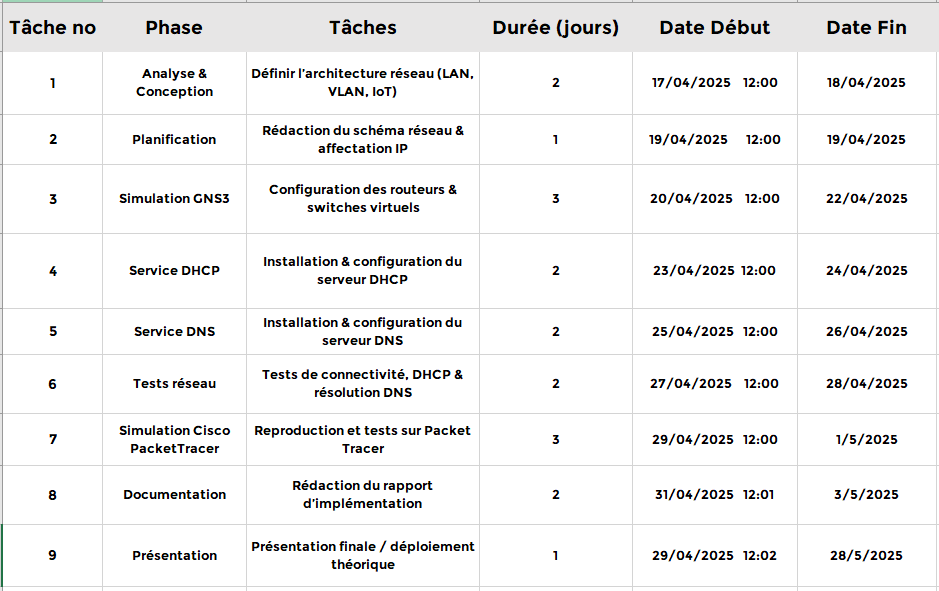 Tâche no Phase Tâches Durée (jours) Date Début Date Fin
1 Analyse & Définir l'architecture réseau (LAN, 2 17/04/2025 12:00 18/04/2025
Conception VLAN, IoT)
2 Planification Rédaction du schéma réseau & 1 19/04/2025 12:00 19/04/2025
affectation IP
3 Simulation GNS3 Configuration des routeurs & 3 20/04/2025 12:00 22/04/2025
switches virtuels
4 Service DHCP Installation & configuration du 2 23/04/2025 12:00 24/04/2025
serveur DHCP
5 Service DNS Installation & configuration du 2 25/04/2025 12:00 26/04/2025
serveur DNS
6 Tests réseau Tests de connectivité, DHCP & 2 27/04/2025 12:00 28/04/2025
résolution DNS
7 Simulation Cisco Reproduction et tests sur Packet 3 29/04/2025 12:00 1/5/2025
PacketTracer Tracer
8 Documentation Rédaction du rapport 2 31/04/2025 12:01 3/5/2025
d'implémentation
9 Présentation Présentation finale / déploiement 1 29/04/2025 12:02 28/5/2025
théorique